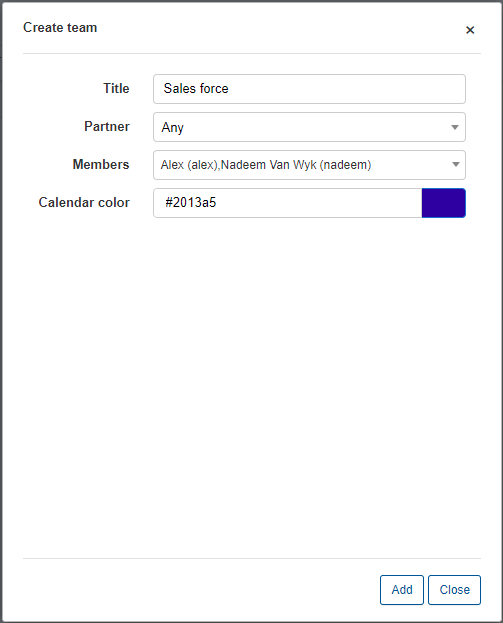 Create team
×
Title Sales force
Partner Any
Members Alex (alex),Nadeem Van Wyk (nadeem)
Calendar color #2013a5
Add Close